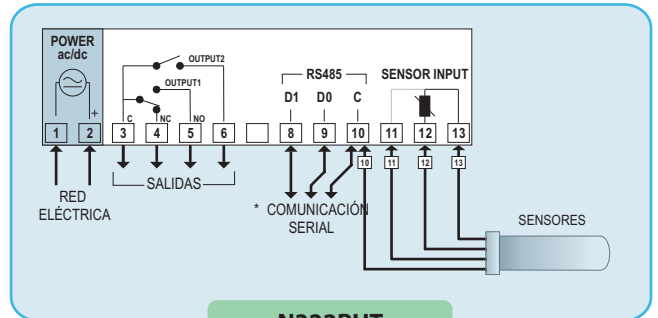 POWER
ac/dc
OUTPUT2
OUTPUT1
RS485
SENSOR INPUT
D1 D0 C
+
C NC NO
1 2 3 4 5 6 8 9 10 11 12 13
10 11 12 13
SALIDAS
RED
ELÉCTRICA
* COMUNICACIÓN
SERIAL
SENSORES